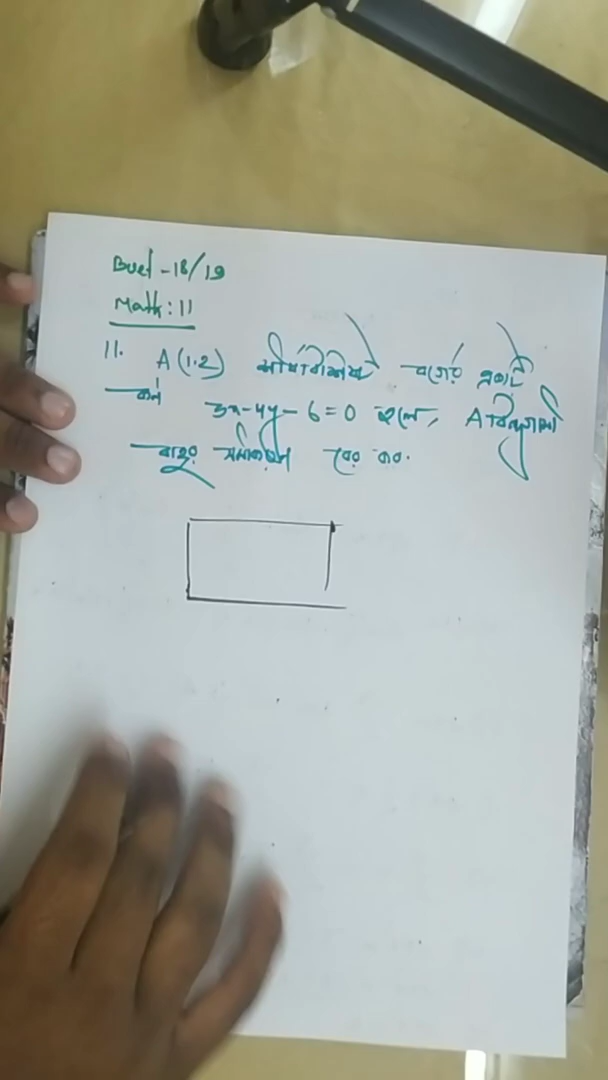 Buet - 18/19
Math: 11
11. A (1.2) শীর্ষবিশিষ্ট বর্গের একটি
কর্ণ 3x-4y-6=0 হলে, A বিন্দুগামী
বাহুর সমীকরণ বের কর.